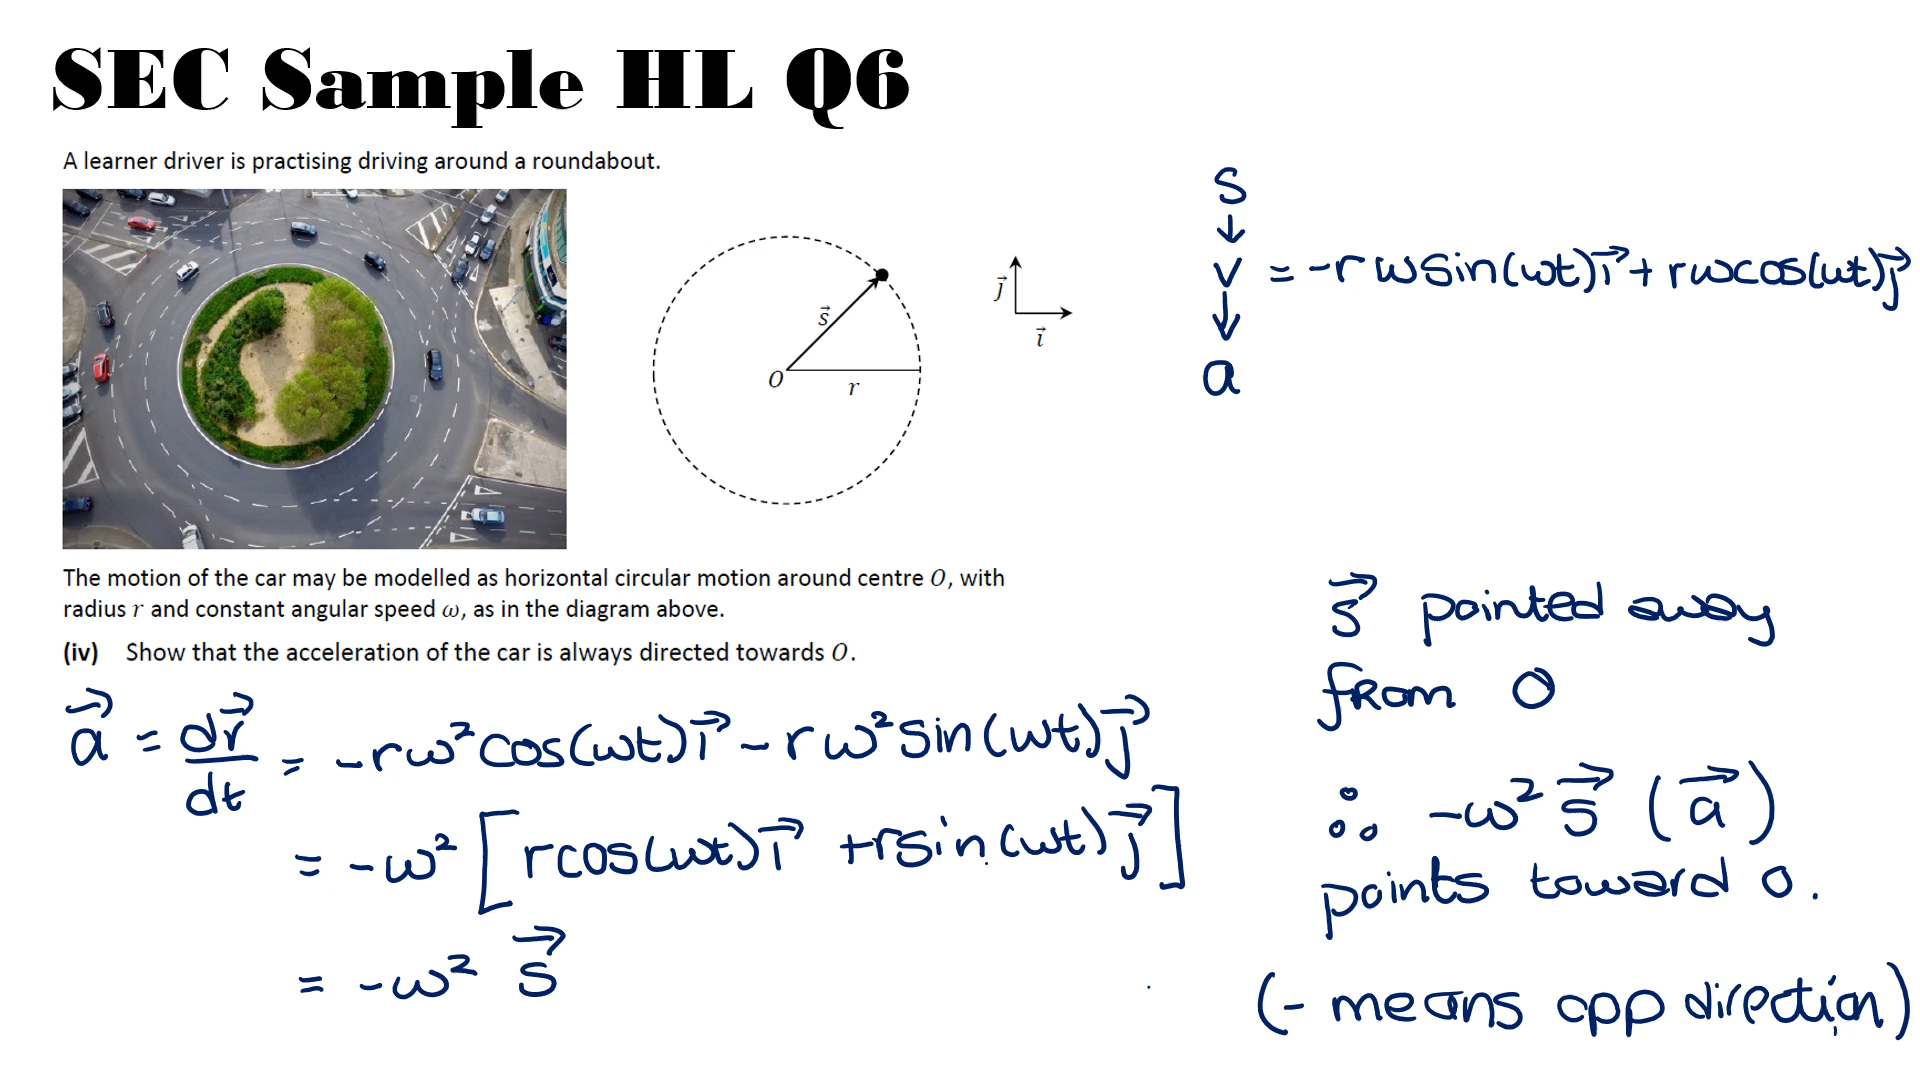 SEC Sample HL Q6
A learner driver is practising driving around a roundabout.
s⃗
O
r
j⃗
i⃗
s
↓
v = -rωsin(ωt)i⃗ + rωcos(ωt)j⃗
↓
a
The motion of the car may be modelled as horizontal circular motion around centre O, with
radius r and constant angular speed ω, as in the diagram above.
(iv) Show that the acceleration of the car is always directed towards O.
a⃗ = dv⃗/dt = -rω²cos(ωt)i⃗ - rω²sin(ωt)j⃗
= -ω² [rcos(ωt)i⃗ +rsin(ωt)j⃗]
= -ω² s⃗
s⃗ pointed away
from O
∴ -ω² s⃗ (a⃗)
points toward O.
(- means opp direction)